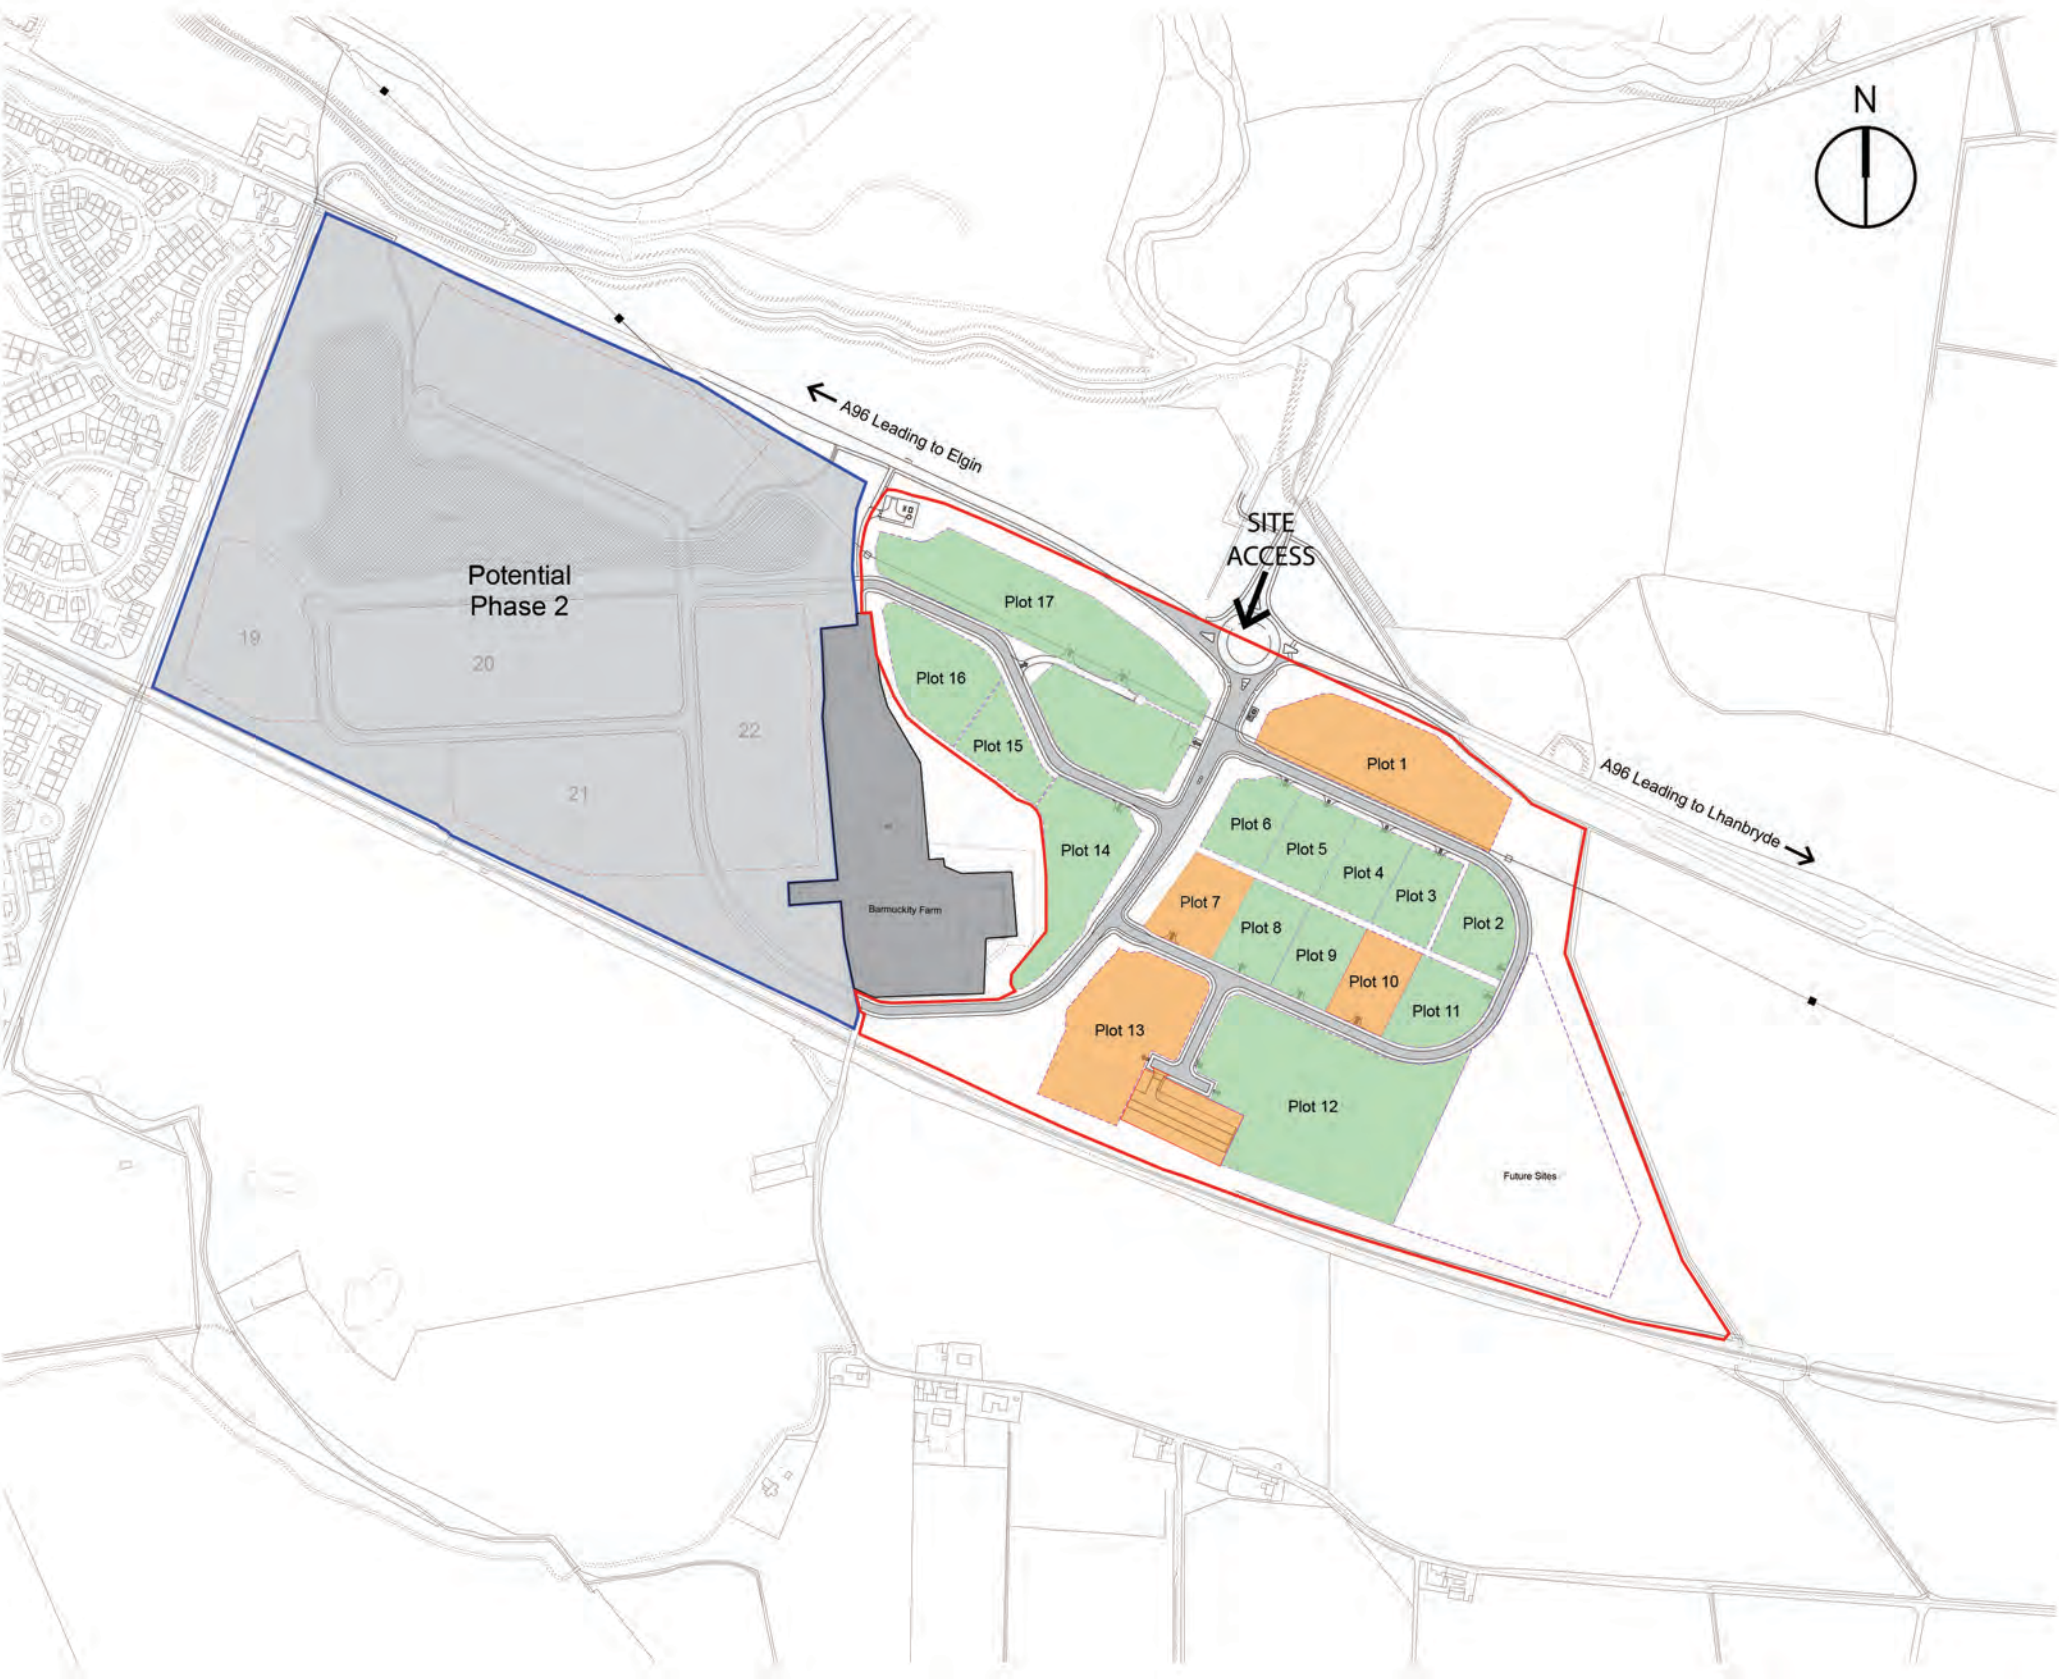 N
A96 Leading to Elgin
SITE
ACCESS
Potential
Phase 2
Plot 17
19
20
Plot 16
22
Plot 15
Plot 1
A96 Leading to Lhanbryde
21
Plot 6
Plot 14
Plot 5
Plot 4
Plot 3
Plot 7
Barmuckity Farm
Plot 8
Plot 2
Plot 9
Plot 10
Plot 11
Plot 13
Plot 12
Future Sites